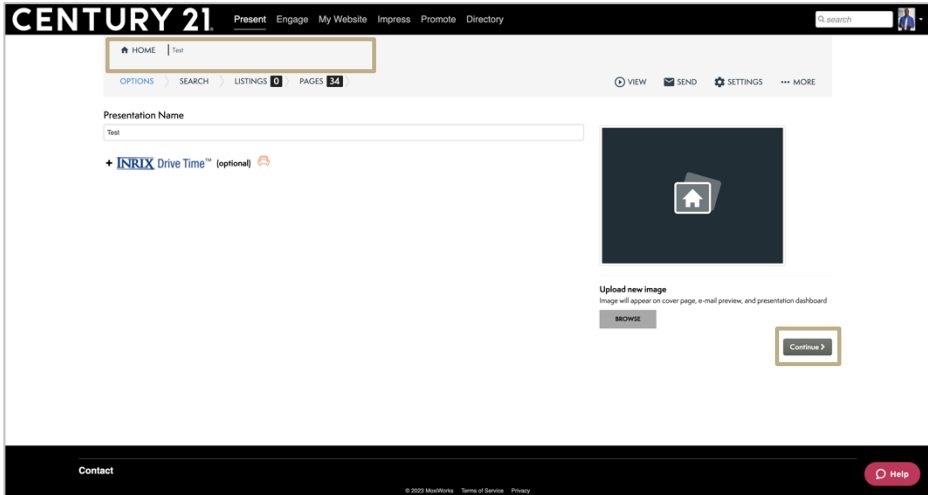 CENTURY 21. Present Engage My Website Impress Promote Directory search
HOME Test
OPTIONS SEARCH LISTINGS 0 PAGES 34 VIEW SEND SETTINGS ••• MORE
Presentation Name
Test
+ INRIX Drive Time™ (optional)
Upload new image
Image will appear on cover page, e-mail preview, and presentation dashboard
BROWSE
Continue >
Contact
Help
© 2023 MoxiWorks Terms of Service Privacy